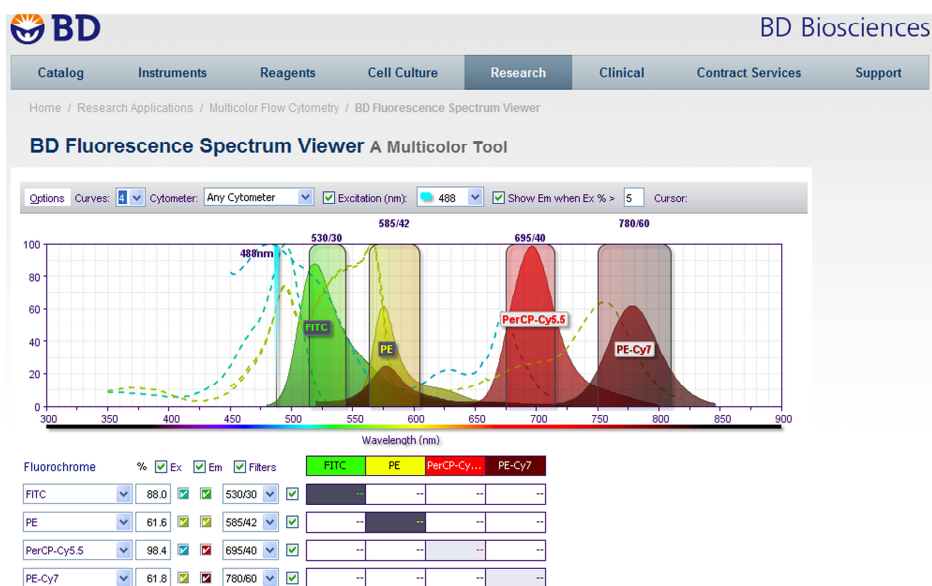 BD
BD Biosciences
Catalog Instruments Reagents Cell Culture Research Clinical Contract Services Support
Home / Research Applications / Multicolor Flow Cytometry / BD Fluorescence Spectrum Viewer
BD Fluorescence Spectrum Viewer A Multicolor Tool
Options Curves: 4 Cytometer: Any Cytometer Excitation (nm): 488 Show Em when Ex % > 5 Cursor:
585/42 780/60
530/30 695/40
100
488nm
80
60
FITC PerCP-Cy5.5
40
PE PE-Cy7
20
0
300 350 400 450 500 550 600 650 700 750 800 850 900
Wavelength (nm)
Fluorochrome % Ex Em Filters FITC PE PerCP-Cy... PE-Cy7
FITC 88.0 530/30 -- -- -- --
PE 61.6 585/42 -- -- -- --
PerCP-Cy5.5 98.4 695/40 -- -- -- --
PE-Cy7 61.8 780/60 -- -- -- --